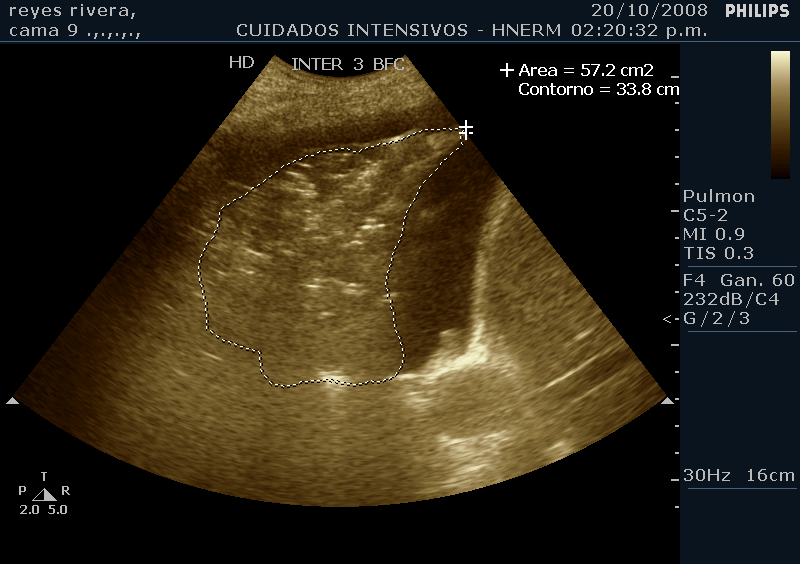 reyes rivera,
20/10/2008 PHILIPS
cama 9 .,.,.,.,
CUIDADOS INTENSIVOS - HNERM 02:20:32 p.m.
HD INTER 3 BFC
+ Area = 57.2 cm2
Contorno = 33.8 cm
Pulmon
C5-2
MI 0.9
TIS 0.3
F4 Gan. 60
232dB/C4
G/2/3
<-
30Hz 16cm
T
P R
2.0 5.0